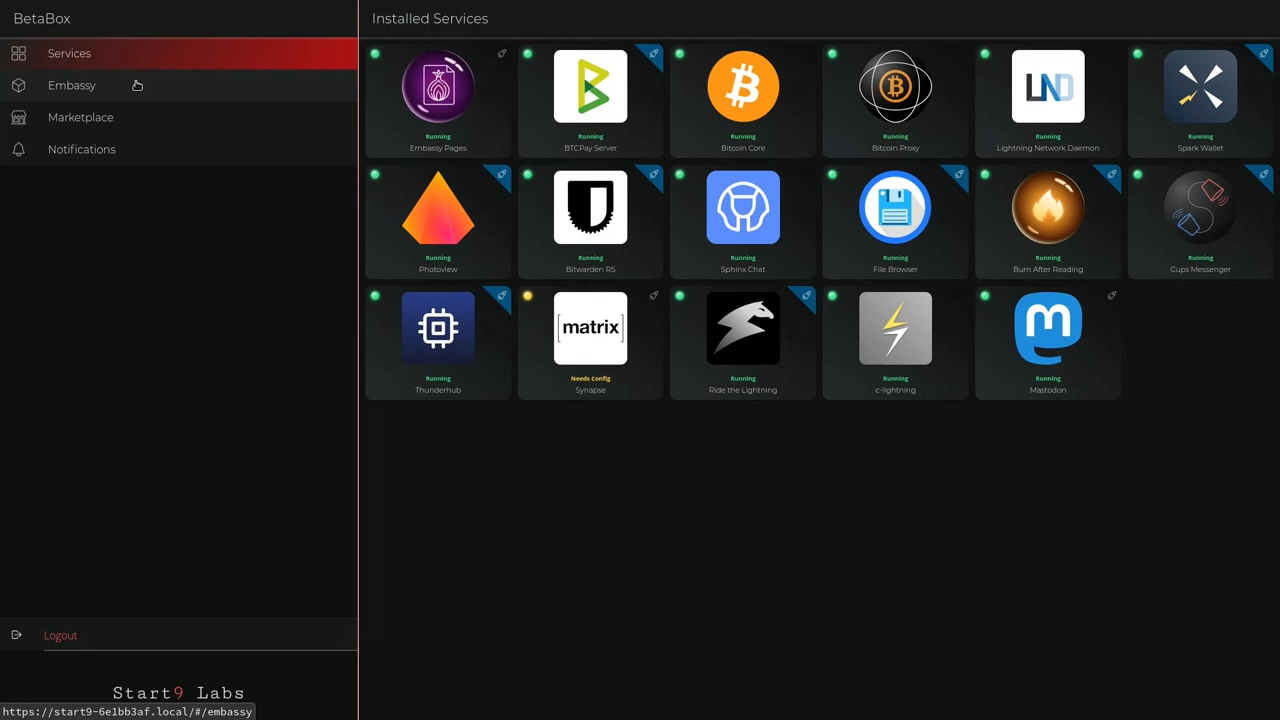 BetaBox
Services
Embassy
Marketplace
Notifications
Logout
Start9 Labs
https://start9-6e1bb3af.local/#/embassy
Installed Services
Running
Embassy Pages
Running
BTCPay Server
Running
Bitcoin Core
Running
Bitcoin Proxy
LND
Running
Lightning Network Daemon
Running
Spark Wallet
Running
Photoview
Running
Bitwarden RS
Running
Sphinx Chat
Running
File Browser
Running
Burn After Reading
Running
Cups Messenger
Running
Thunderhub
[matrix]
Needs Config
Synapse
Running
Ride the Lightning
Running
c-lightning
Running
Mastodon